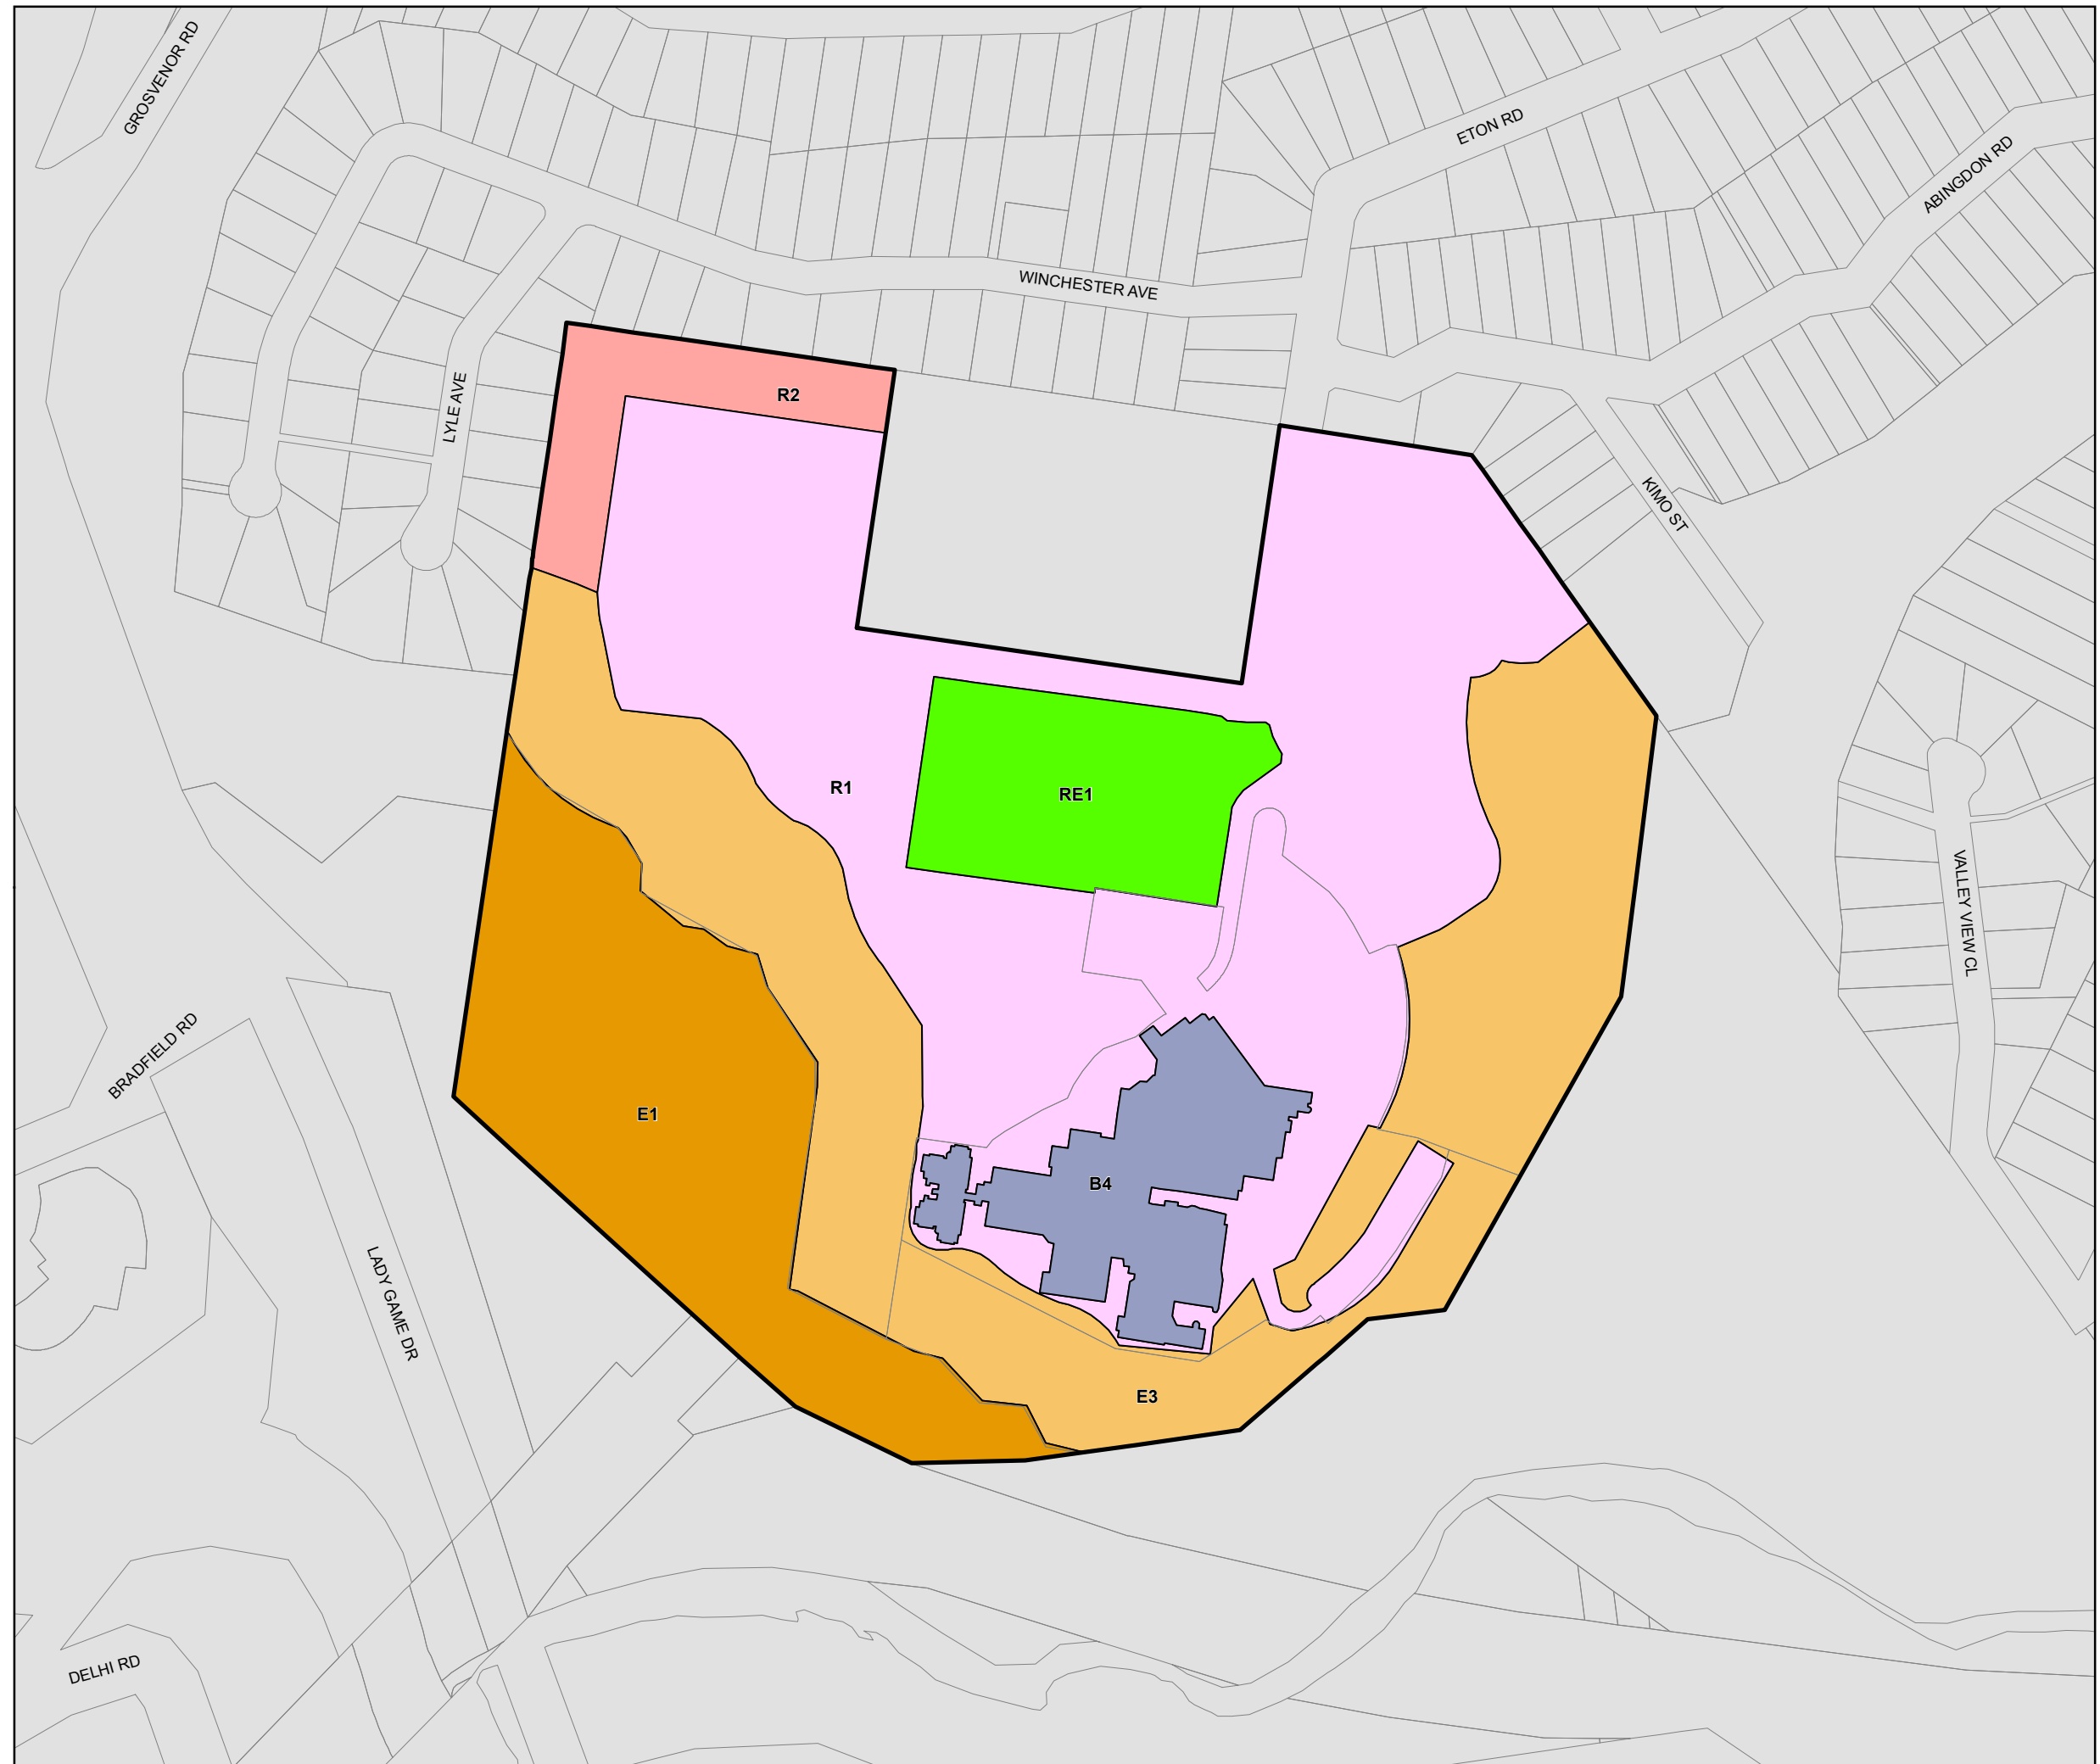 GROSVENOR RD
ETON RD
ABINGDON RD
WINCHESTER AVE
LYLE AVE
R2
KIMO ST
R1
RE1
VALLEY VIEW CL
BRADFIELD RD
E1
B4
LADY GAME DR
E3
DELHI RD